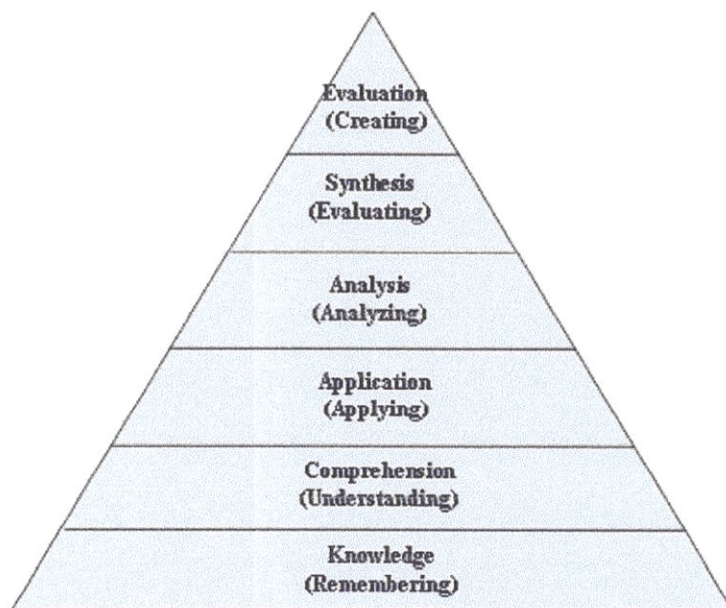 Evaluation
(Creating)
Synthesis
(Evaluating)
Analysis
(Analyzing)
Application
(Applying)
Comprehension
(Understanding)
Knowledge
(Remembering)